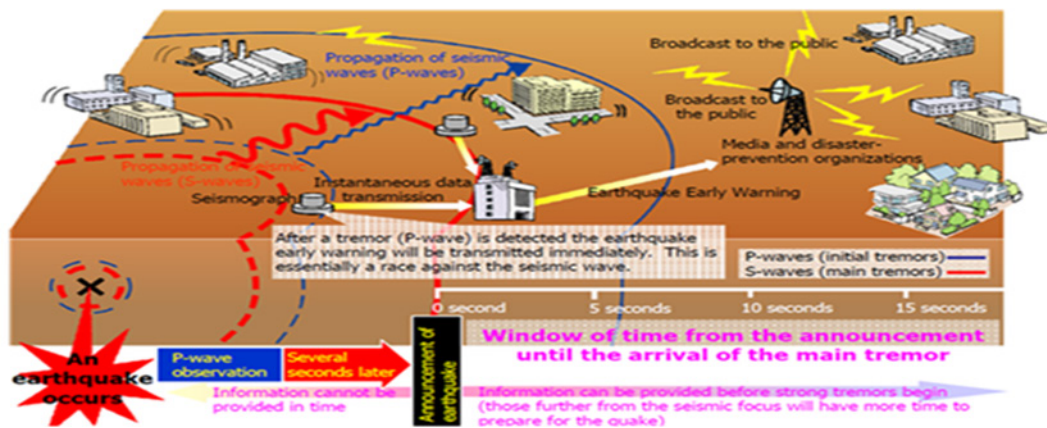 Broadcast to the public
Propagation of seismic
waves (P-waves)
Broadcast to
the public
Media and disaster-
prevention organizations
Propagation of seismic
waves (S-waves)
Instantaneous data
transmission
Seismograph
Earthquake Early Warning
After a tremor (P-wave) is detected the earthquake
early warning will be transmitted immediately. This is
essentially a race against the seismic wave.
P-waves (initial tremors)
S-waves (main tremors)
0 second
5 seconds
10 seconds
15 seconds
An
earthquake
occurs
P-wave
observation
Several
seconds later
Announcement of
earthquake
Window of time from the announcement
until the arrival of the main tremor
Information cannot be
provided in time
Information can be provided before strong tremors begin
(those further from the seismic focus will have more time to
prepare for the quake)